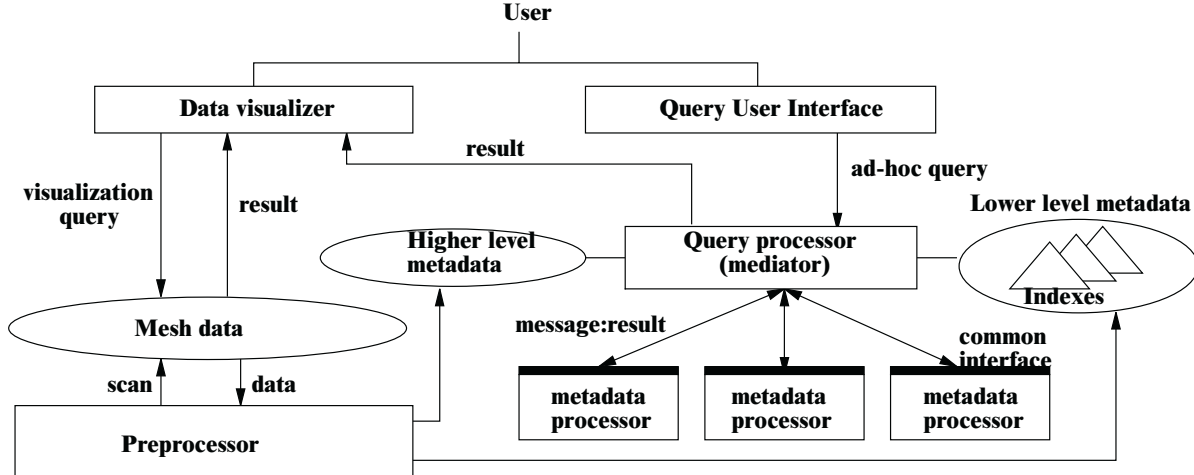 User
Data visualizer
Query User Interface
result
ad-hoc query
visualization
query
result
Lower level metadata
Higher level
metadata
Query processor
(mediator)
Indexes
Mesh data
message:result
common
interface
scan
data
metadata
processor
metadata
processor
metadata
processor
Preprocessor